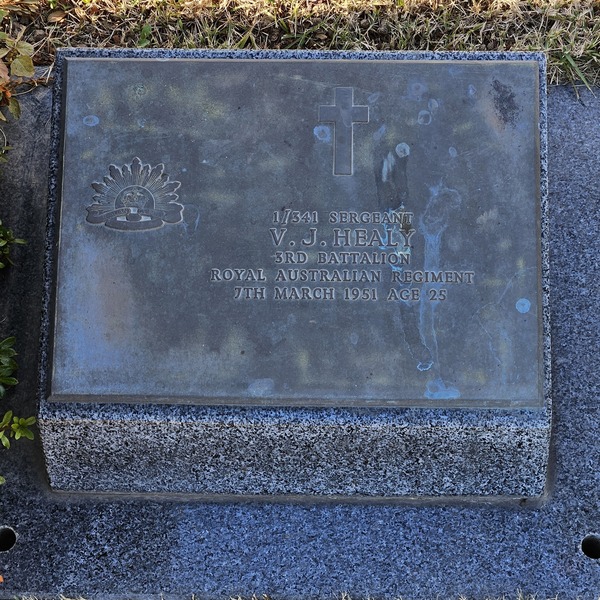 1/341 SERGEANT
V. J. HEALY
3RD BATTALION
ROYAL AUSTRALIAN REGIMENT
7TH MARCH 1951 AGE 25